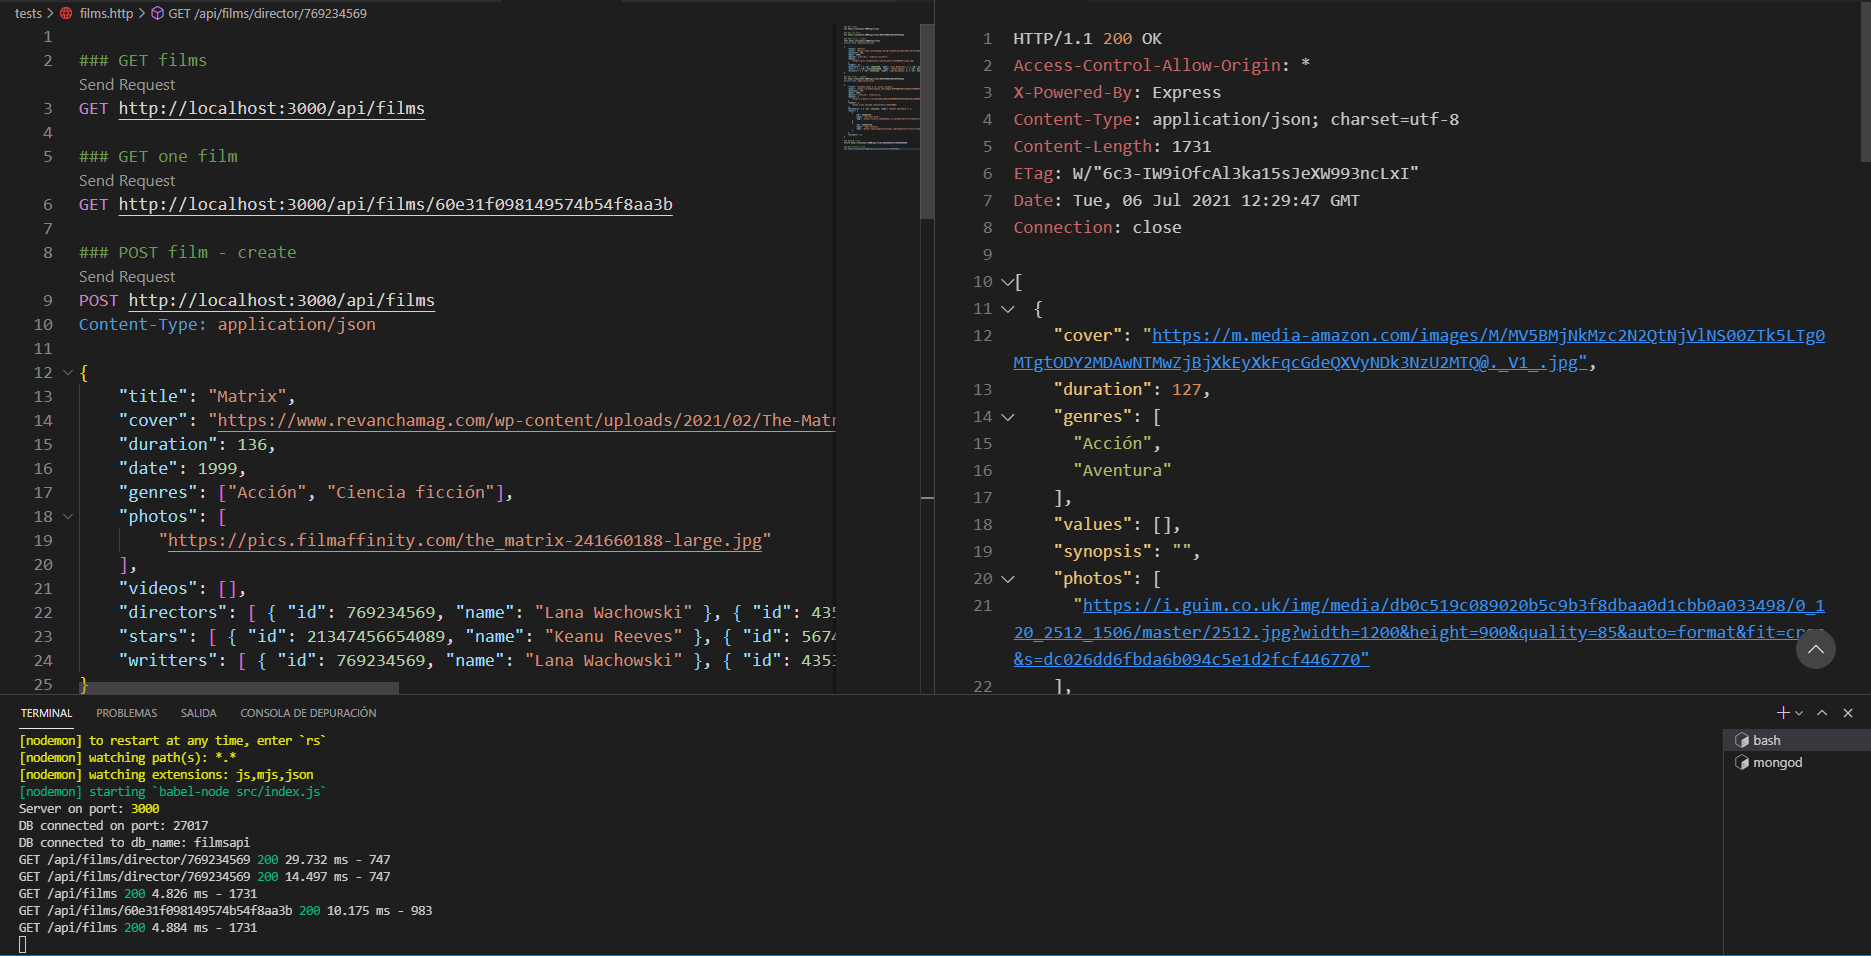 tests > films.http > GET /api/films/director/769234569
1
2 ### GET films
Send Request
3 GET http://localhost:3000/api/films
4
5 ### GET one film
Send Request
6 GET http://localhost:3000/api/films/60e31f098149574b54f8aa3b
7
8 ### POST film - create
Send Request
9 POST http://localhost:3000/api/films
10 Content-Type: application/json
11
12 {
13 "title": "Matrix",
14 "cover": "https://www.revanchamag.com/wp-content/uploads/2021/02/The-Matr
15 "duration": 136,
16 "date": 1999,
17 "genres": ["Acción", "Ciencia ficción"],
18 "photos": [
19 "https://pics.filmaffinity.com/the_matrix-241660188-large.jpg"
20 ],
21 "videos": [],
22 "directors": [ { "id": 769234569, "name": "Lana Wachowski" }, { "id": 435
23 "stars": [ { "id": 21347456654089, "name": "Keanu Reeves" }, { "id": 5674
24 "writters": [ { "id": 769234569, "name": "Lana Wachowski" }, { "id": 4353
25 }
1 HTTP/1.1 200 OK
2 Access-Control-Allow-Origin: *
3 X-Powered-By: Express
4 Content-Type: application/json; charset=utf-8
5 Content-Length: 1731
6 ETag: W/"6c3-IW9iOfcAl3ka15sJeXW993ncLxI"
7 Date: Tue, 06 Jul 2021 12:29:47 GMT
8 Connection: close
9
10 [
11 {
12 "cover": "https://m.media-amazon.com/images/M/MV5BMjNkMzc2N2QtNjVlNS00ZTk5LTg0
MTgtODY2MDAwNTMwZjBjXkEyXkFqcGdeQXVyNDk3NzU2MTQ@._V1_.jpg",
13 "duration": 127,
14 "genres": [
15 "Acción",
16 "Aventura"
17 ],
18 "values": [],
19 "synopsis": "",
20 "photos": [
21 "https://i.guim.co.uk/img/media/db0c519c089020b5c9b3f8dbaa0d1cbb0a033498/0_1
20_2512_1506/master/2512.jpg?width=1200&height=900&quality=85&auto=format&fit=crop
&s=dc026dd6fbda6b094c5e1d2fcf446770"
22 ],
TERMINAL PROBLEMAS SALIDA CONSOLA DE DEPURACIÓN
[nodemon] to restart at any time, enter `rs`
[nodemon] watching path(s): *.*
[nodemon] watching extensions: js,mjs,json
[nodemon] starting `babel-node src/index.js`
Server on port: 3000
DB connected on port: 27017
DB connected to db_name: filmsapi
GET /api/films/director/769234569 200 29.732 ms - 747
GET /api/films/director/769234569 200 14.497 ms - 747
GET /api/films 200 4.826 ms - 1731
GET /api/films/60e31f098149574b54f8aa3b 200 10.175 ms - 983
GET /api/films 200 4.884 ms - 1731
bash
mongod